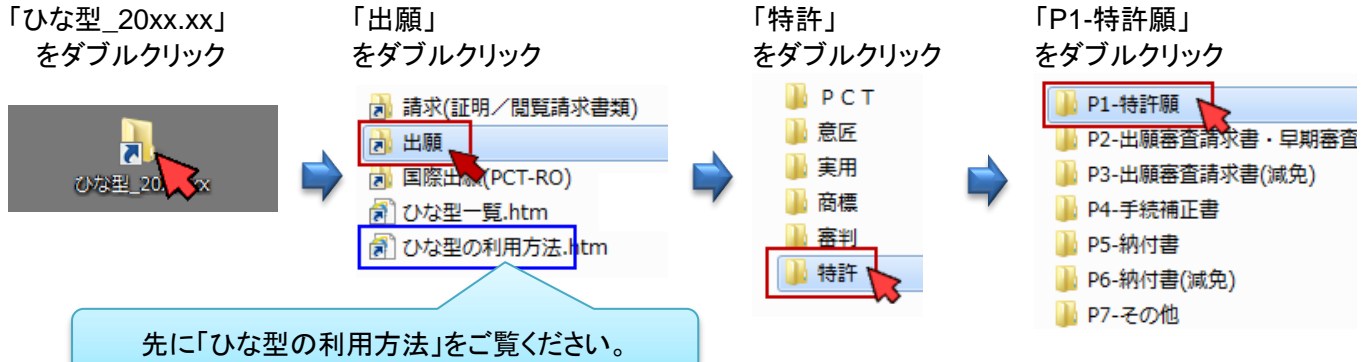 「ひな型_20xx.xx」
をダブルクリック
ひな型_20 xx
「出願」
をダブルクリック
請求(証明／閲覧請求書類)
出願
国際出願(PCT-RO)
ひな型一覧.htm
ひな型の利用方法.htm
先に「ひな型の利用方法」をご覧ください。
「特許」
をダブルクリック
ＰＣＴ
意匠
実用
商標
審判
特許
「P1-特許願」
をダブルクリック
P1-特許願
P2-出願審査請求書・早期審査
P3-出願審査請求書(減免)
P4-手続補正書
P5-納付書
P6-納付書(減免)
P7-その他